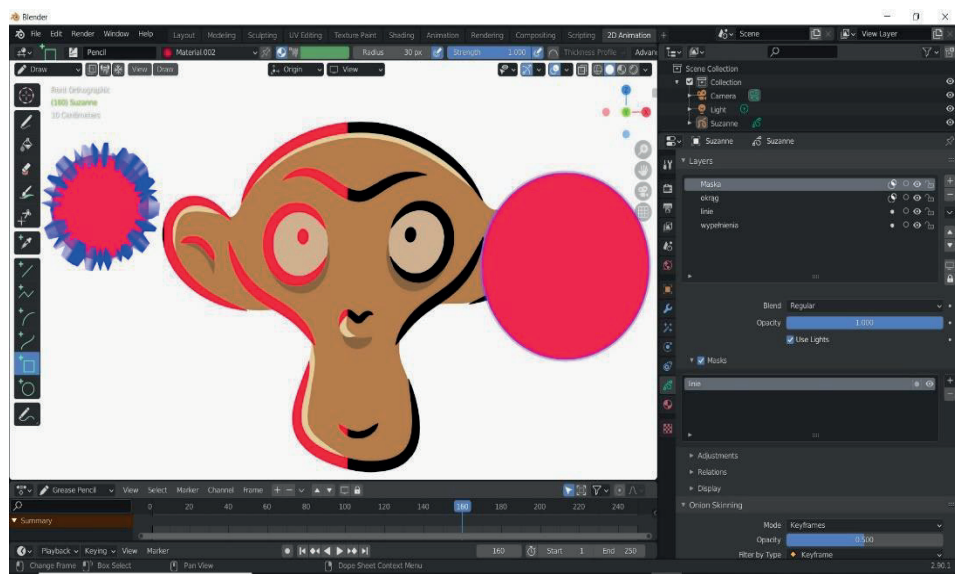 Blender
File Edit Render Window Help Layout Modeling Sculpting UV Editing Texture Paint Shading Animation Rendering Compositing Scripting 2D Animation + Scene View Layer
Pencil Material.002 Radius 30 px Strength 1.000 Thickness Profile Advan
Draw View Draw Origin View
Front Orthographic
(160) Suzanne
10 Centimeters
Z
Scene Collection
Collection
Camera
Light
Suzanne
Suzanne Suzanne
Layers
Maska
okrąg
linie
wypełnienia
Blend Regular
Opacity 1.000
Use Lights
Masks
linie
Adjustments
Relations
Display
Onion Skinning
Mode Keyframes
Opacity 0.500
Filter by Type Keyframe
Grease Pencil View Select Marker Channel Frame
0 20 40 60 80 100 120 140 160 180 200 220 240
Summary
Playback Keying View Marker 160 Start 1 End 250
Change Frame Box Select Pan View Dope Sheet Context Menu 2.90.1